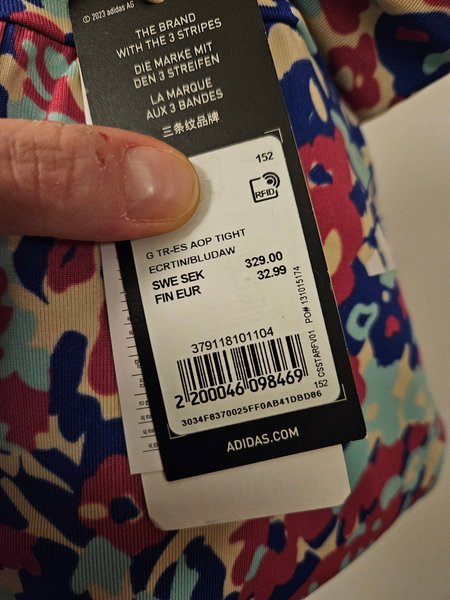 © 2023 adidas AG
THE BRAND
WITH THE 3 STRIPES
DIE MARKE MIT
DEN 3 STREIFEN
LA MARQUE
AUX 3 BANDES
三条纹品牌
152
RFID
G TR-ES AOP TIGHT
ECRTIN/BLUDAW
SWE SEK 329.00
FIN EUR 32.99
PO# 131015174
CSSTARFV01
379118101104
2 200046 098469
152
3034F8370025FF0AB41DBD86
ADIDAS.COM